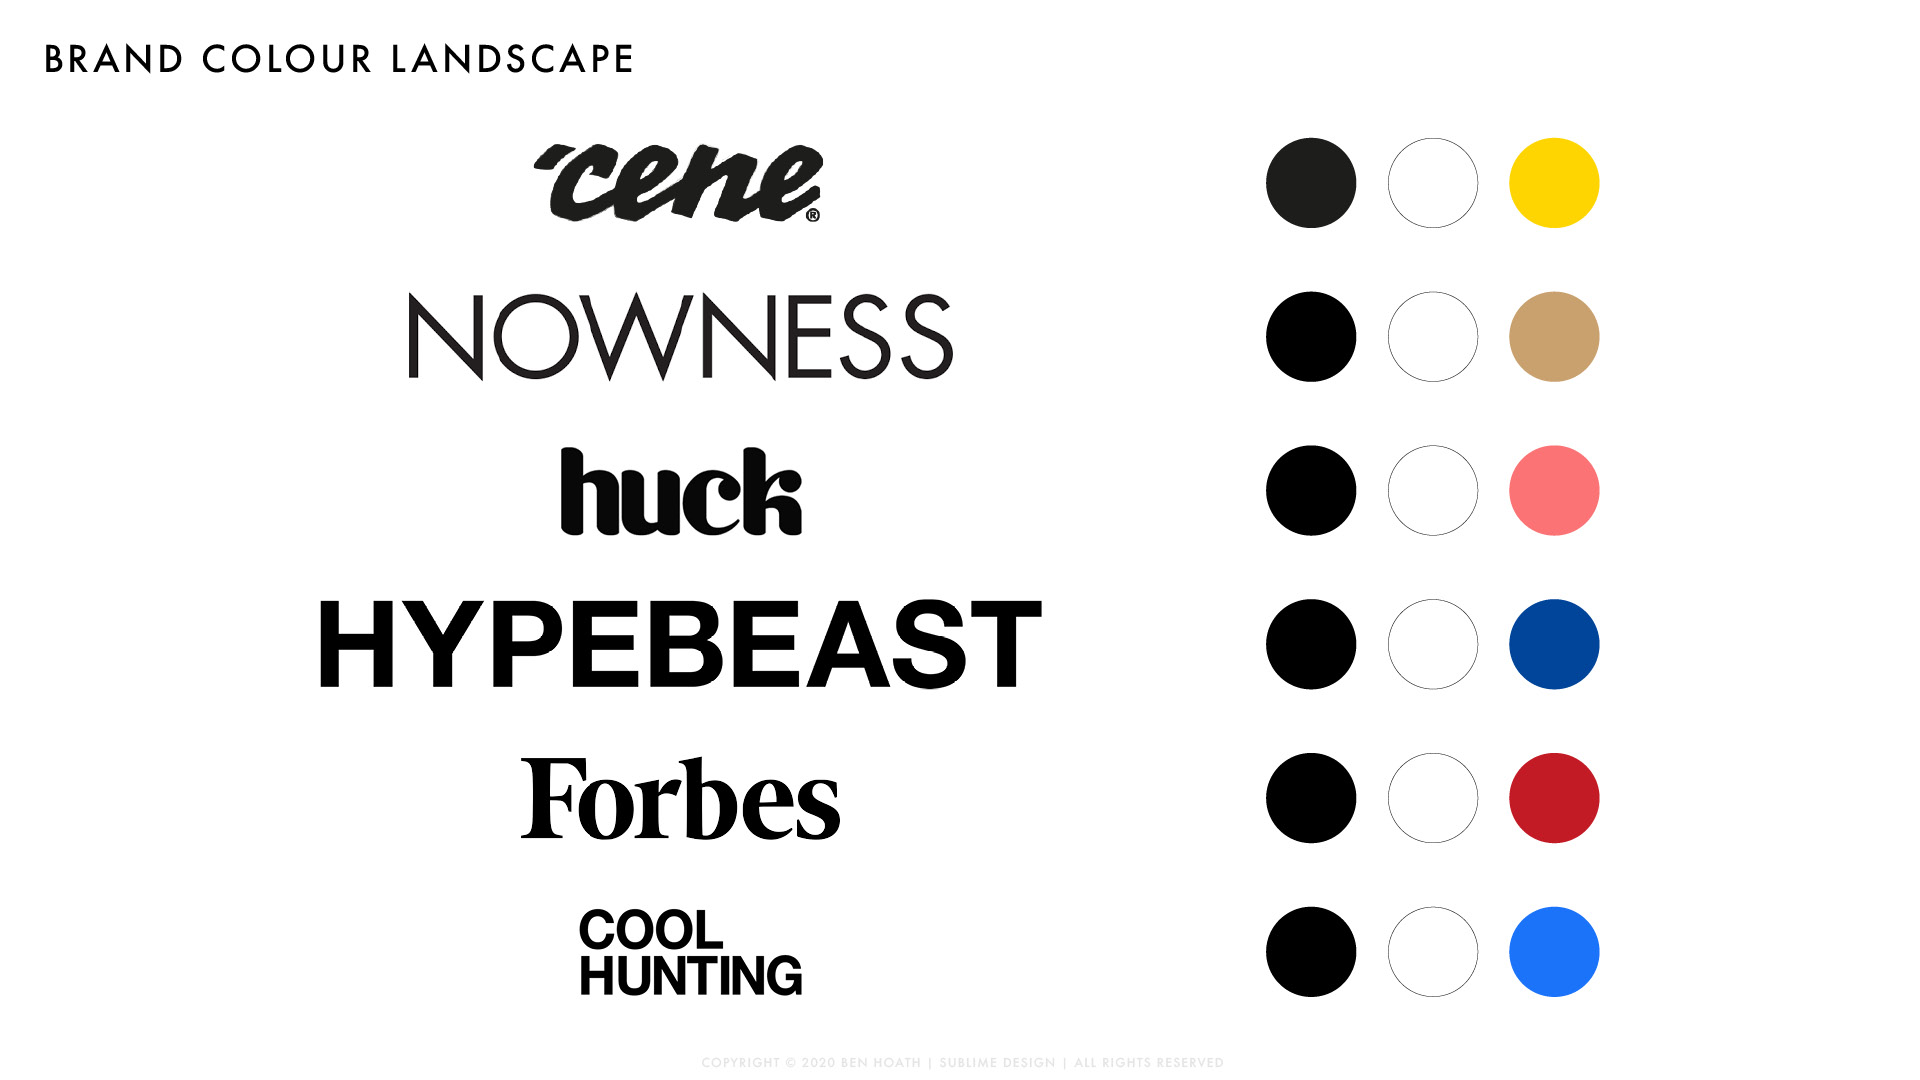 BRAND COLOUR LANDSCAPE
'cene®
NOWNESS
huck
HYPEBEAST
Forbes
COOL
HUNTING
COPYRIGHT © 2020 BEN HOATH | SUBLIME DESIGN | ALL RIGHTS RESERVED